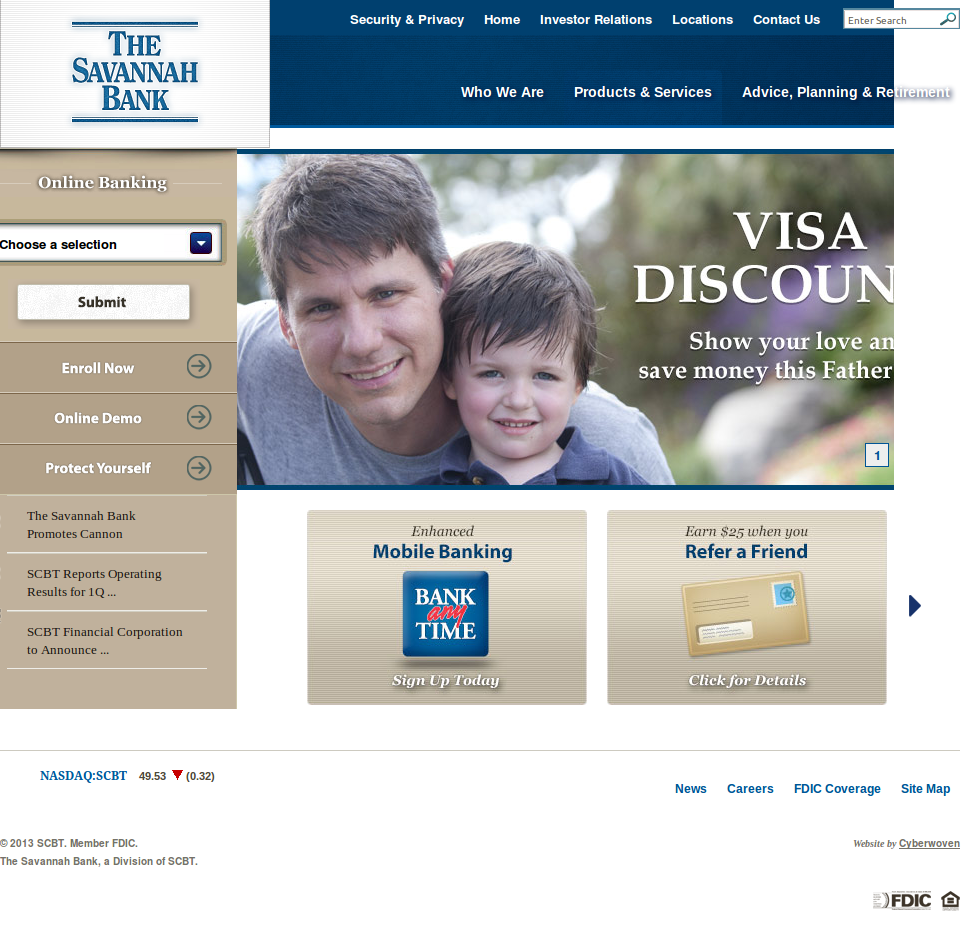 THE
SAVANNAH
BANK
Security & Privacy
Home
Investor Relations
Locations
Contact Us
Enter Search
Who We Are
Products & Services
Advice, Planning & Retirement
Online Banking
Choose a selection
Submit
Enroll Now
Online Demo
Protect Yourself
The Savannah Bank
Promotes Cannon
SCBT Reports Operating
Results for 1Q ...
SCBT Financial Corporation
to Announce ...
VISA
DISCOUN
Show your love an
save money this Father
1
Enhanced
Mobile Banking
BANK
any
TIME
Sign Up Today
Earn $25 when you
Refer a Friend
Click for Details
NASDAQ:SCBT 49.53 (0.32)
News
Careers
FDIC Coverage
Site Map
© 2013 SCBT. Member FDIC.
The Savannah Bank, a Division of SCBT.
Website by Cyberwoven
FDIC